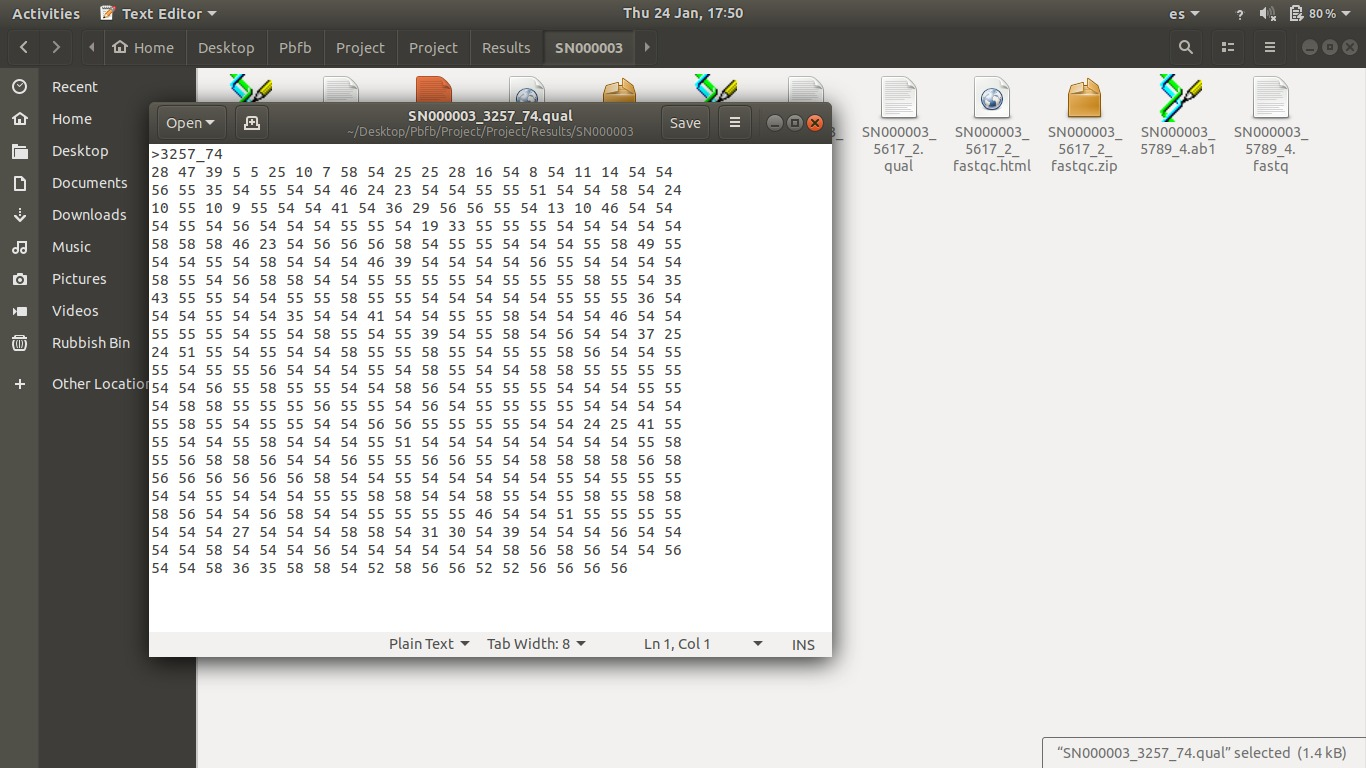 Activities
Text Editor
Thu 24 Jan, 17:50
es
?
80 %
Home
Desktop
Pbfb
Project
Project
Results
SN000003
Recent
Home
Desktop
Documents
Downloads
Music
Pictures
Videos
Rubbish Bin
Other Location
Open
SN000003_3257_74.qual
~/Desktop/Pbfb/Project/Project/Results/SN000003
Save
>3257_74
28 47 39 5 5 25 10 7 58 54 25 25 28 16 54 8 54 11 14 54 54
56 55 35 54 55 54 54 46 24 23 54 54 55 55 51 54 54 58 54 24
10 55 10 9 55 54 54 41 54 36 29 56 56 55 54 13 10 46 54 54
54 55 54 56 54 54 54 55 55 54 19 33 55 55 55 54 54 54 54 54
58 58 58 46 23 54 56 56 56 58 54 55 55 54 54 54 55 58 49 55
54 54 55 54 58 54 54 54 46 39 54 54 54 54 56 55 54 54 54 54
58 55 54 56 58 58 54 54 55 55 55 55 54 55 55 55 58 55 54 35
43 55 55 54 54 55 55 58 55 55 54 54 54 54 54 55 55 55 36 54
54 54 55 54 54 35 54 54 41 54 54 55 55 58 54 54 54 46 54 54
55 55 55 54 55 54 58 55 54 55 39 54 55 58 54 56 54 54 37 25
24 51 55 54 55 54 54 58 55 55 58 55 54 55 55 58 56 54 54 55
55 54 55 55 56 54 54 54 55 54 58 55 54 54 58 58 55 55 55 55
54 54 56 55 58 55 55 54 54 58 56 54 55 55 55 54 54 54 55 55
54 58 58 55 55 55 56 55 55 54 56 54 55 55 55 55 54 54 54 54
55 58 55 54 55 55 54 54 56 56 55 55 55 55 54 54 24 25 41 55
55 54 54 55 58 54 54 54 55 51 54 54 54 54 54 54 54 54 55 58
55 56 58 58 56 54 54 56 55 55 56 56 55 54 58 58 58 58 56 58
56 56 56 56 56 56 58 54 54 55 54 54 54 54 54 55 54 55 55 55
54 54 55 54 54 54 55 55 58 58 54 54 58 55 54 55 58 55 58 58
58 56 54 54 56 58 54 54 55 55 55 55 46 54 54 51 55 55 55 55
54 54 54 27 54 54 54 58 58 54 31 30 54 39 54 54 54 56 54 54
54 54 58 54 54 54 56 54 54 54 54 54 54 58 56 58 56 54 54 56
54 54 58 36 35 58 58 54 52 58 56 56 52 52 56 56 56 56
Plain Text
Tab Width: 8
Ln 1, Col 1
INS
SN000003_
5617_2.
qual
SN000003_
5617_2_
fastqc.html
SN000003_
5617_2_
fastqc.zip
SN000003_
5789_4.ab1
SN000003_
5789_4.
fastq
“SN000003_3257_74.qual” selected (1.4 kB)